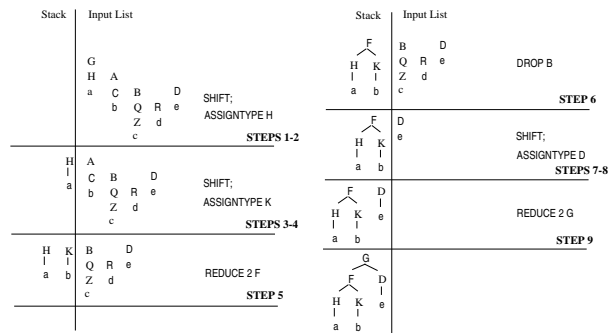 Stack Input List
G
H A
a C B D
b Q R e SHIFT;
Z d ASSIGNTYPE H
c
STEPS 1-2
H A
a C B D
b Q R e SHIFT;
Z d ASSIGNTYPE K
c
STEPS 3-4
H K B D
a b Q R e
Z d REDUCE 2 F
c
STEP 5
Stack Input List
F B D
H K Q R e DROP B
a b Z d
c
STEP 6
F D
H K e SHIFT;
a b ASSIGNTYPE D
STEPS 7-8
F D
H K e REDUCE 2 G
a b
STEP 9
G
F D
H K e
a b